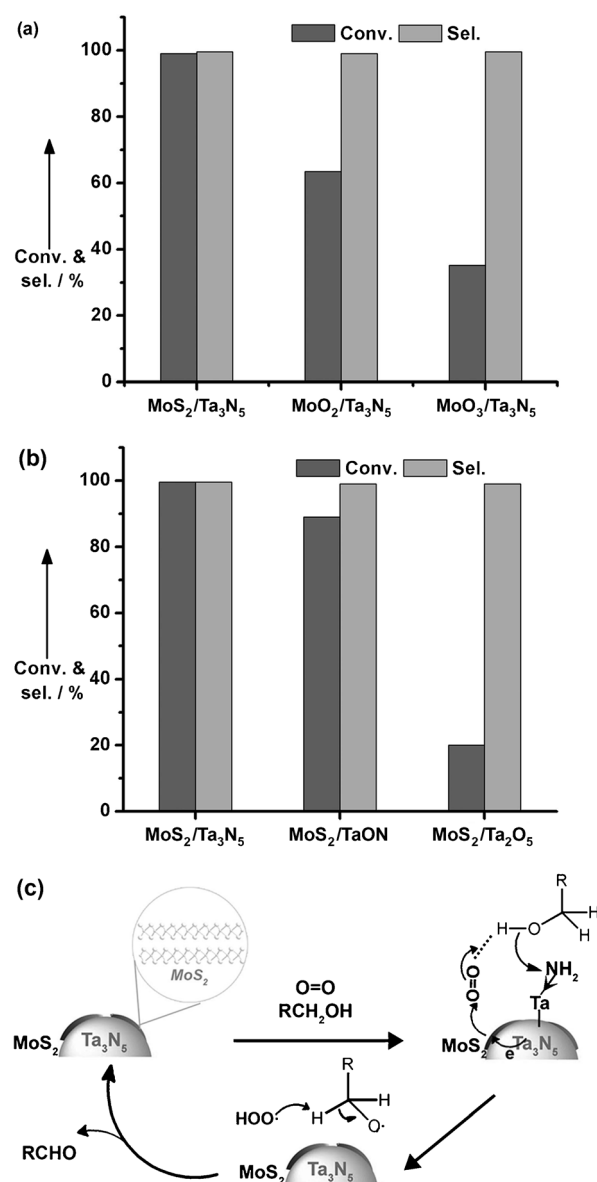 (a)
Conv. Sel.
100
80
60
40
20
0
Conv. &
sel. / %
MoS2/Ta3N5 MoO2/Ta3N5 MoO3/Ta3N5
(b)
Conv. Sel.
100
80
60
40
20
0
Conv. &
sel. / %
MoS2/Ta3N5 MoS2/TaON MoS2/Ta2O5
(c)
MoS2
MoS2
Ta3N5
O=O
RCH2OH
R
H
O
H
H
O=O
NH2
Ta
MoS2
e
Ta3N5
R
HOO·
H
H
O·
RCHO
MoS2
Ta3N5